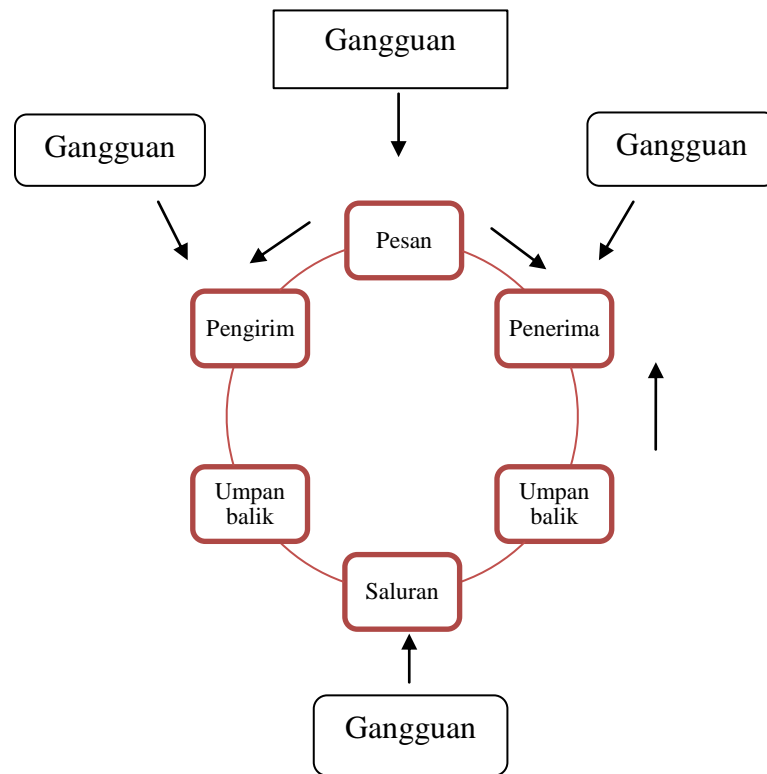 Gangguan
Gangguan
Gangguan
Pesan
Pengirim
Penerima
Umpan
balik
Umpan
balik
Saluran
Gangguan